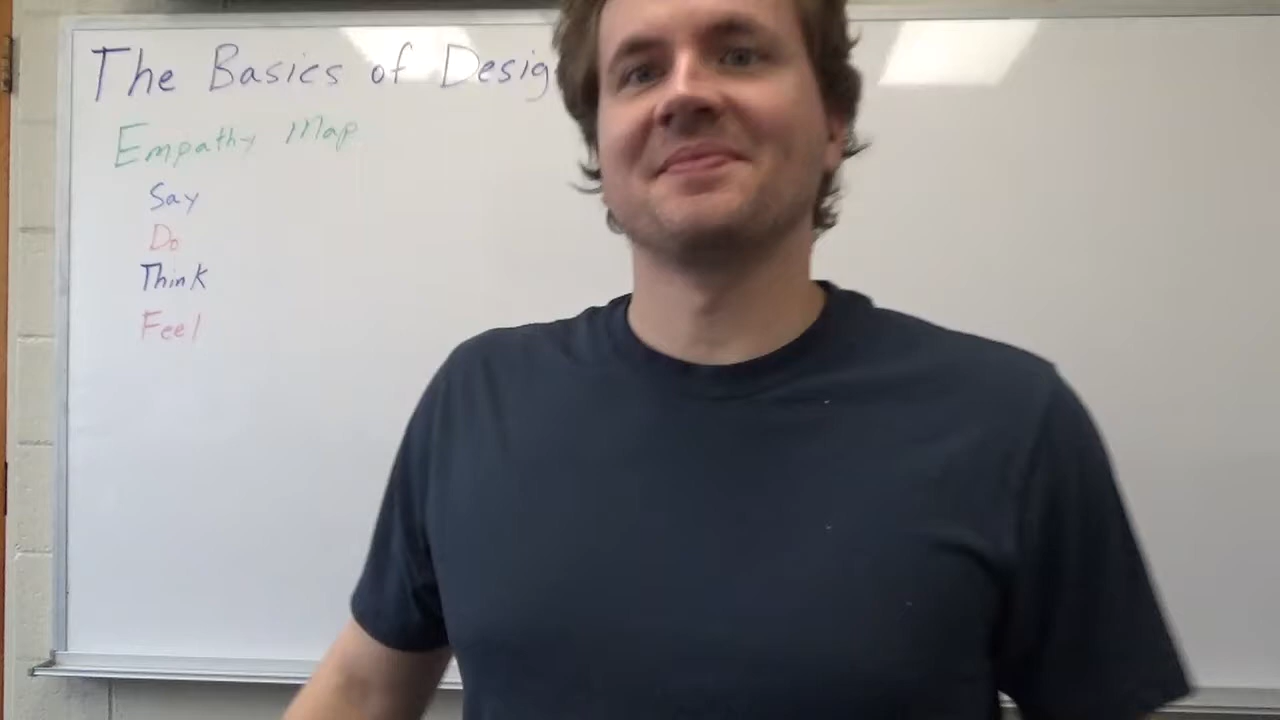 The Basics of Desig
Empathy Map
Say
Do
Think
Feel